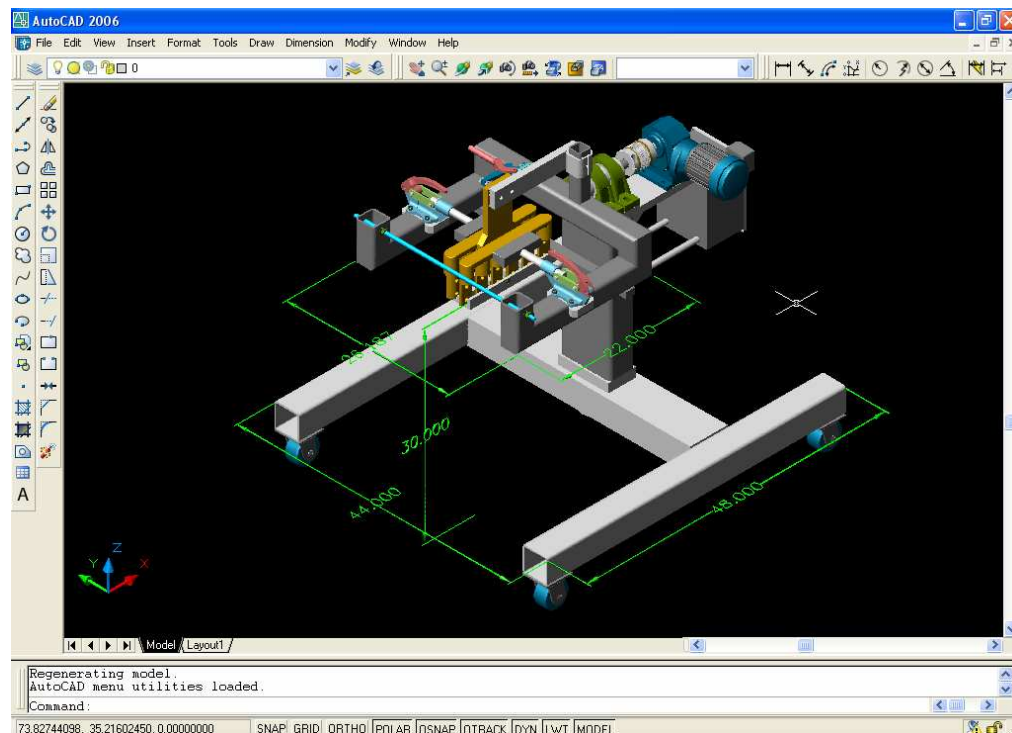 AutoCAD 2006
File Edit View Insert Format Tools Draw Dimension Modify Window Help
0
22.000
30.000
44.000
48.000
Z
Y X
A
Model Layout1
Regenerating model.
AutoCAD menu utilities loaded.
Command:
73.82744098, 35.21602450, 0.00000000 SNAP GRID ORTHO POLAR OSNAP OTRACK DYN LWT MODEL